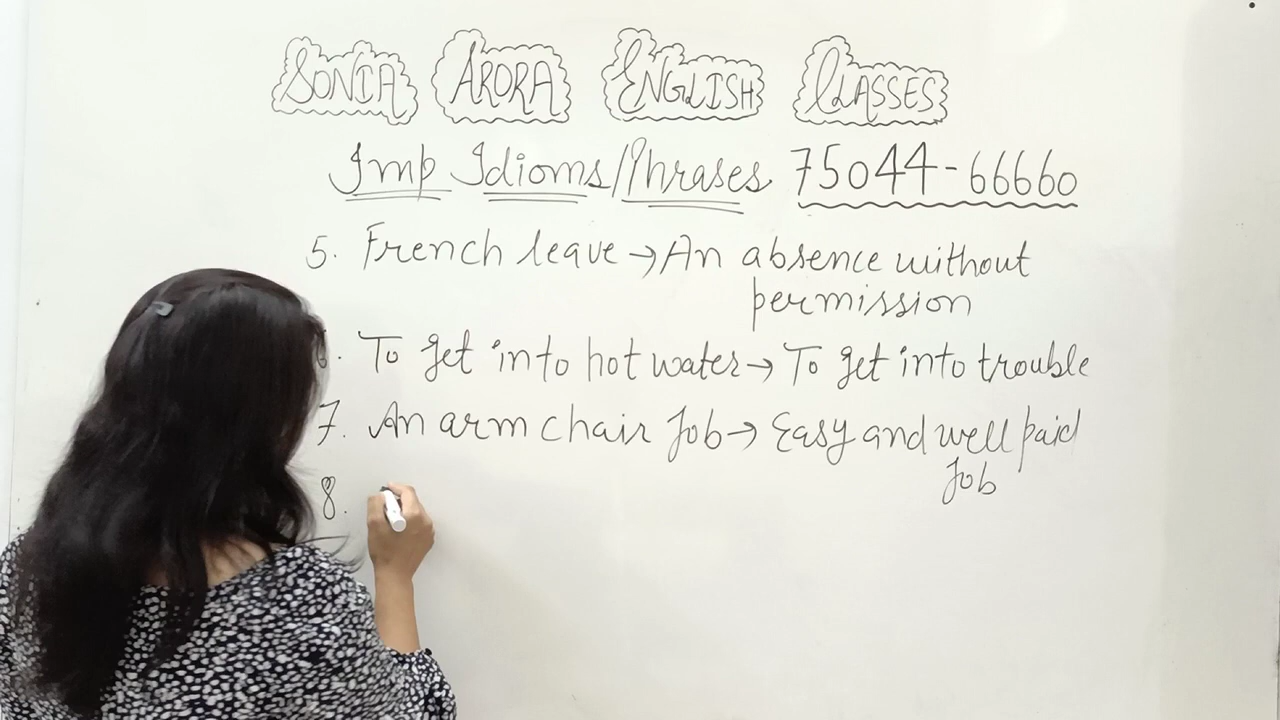 SONIA ARORA ENGLISH CLASSES
Imp Idioms/Phrases 75044-66660
5. French leave → An absence without
permission
6. To get into hot water → To get into trouble
7. An arm chair Job → Easy and well paid
Job
8.